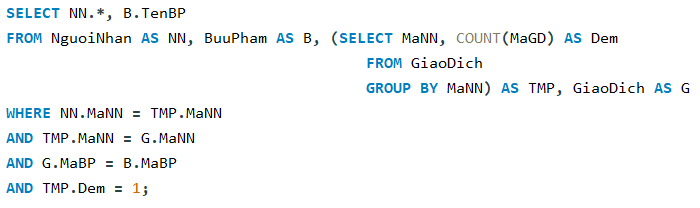 SELECT NN.*, B.TenBP
FROM NguoiNhan AS NN, BuuPham AS B, (SELECT MaNN, COUNT(MaGD) AS Dem
FROM GiaoDich
GROUP BY MaNN) AS TMP, GiaoDich AS G
WHERE NN.MaNN = TMP.MaNN
AND TMP.MaNN = G.MaNN
AND G.MaBP = B.MaBP
AND TMP.Dem = 1;